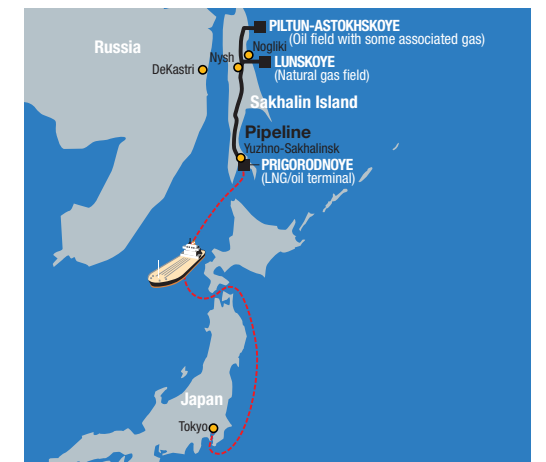 PILTUN-ASTOKHSKOYE
(Oil field with some associated gas)
Russia
Nogliki
Nysh
LUNSKOYE
DeKastri
(Natural gas field)
Sakhalin Island
Pipeline
Yuzhno-Sakhalinsk
PRIGORODNOYE
(LNG/oil terminal)
Japan
Tokyo